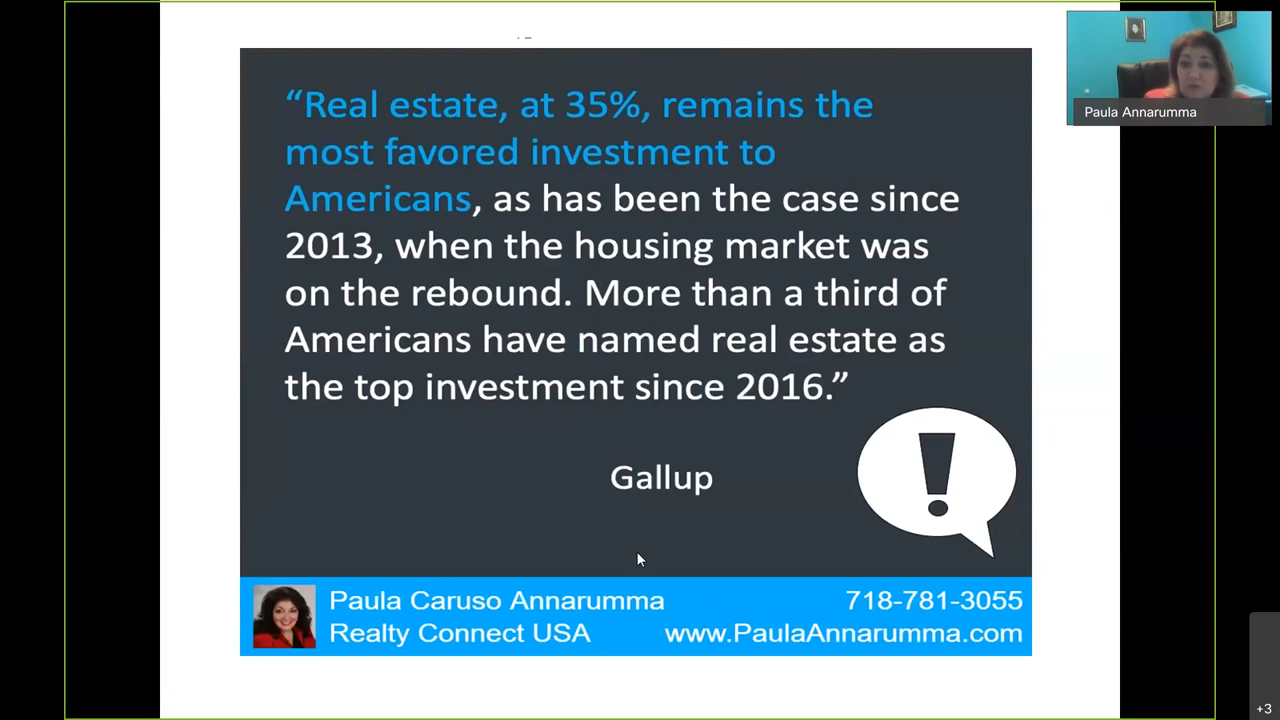 Paula Annarumma
“Real estate, at 35%, remains the
most favored investment to
Americans, as has been the case since
2013, when the housing market was
on the rebound. More than a third of
Americans have named real estate as
the top investment since 2016.”
Gallup
!
Paula Caruso Annarumma
718-781-3055
Realty Connect USA
www.PaulaAnnarumma.com
+3